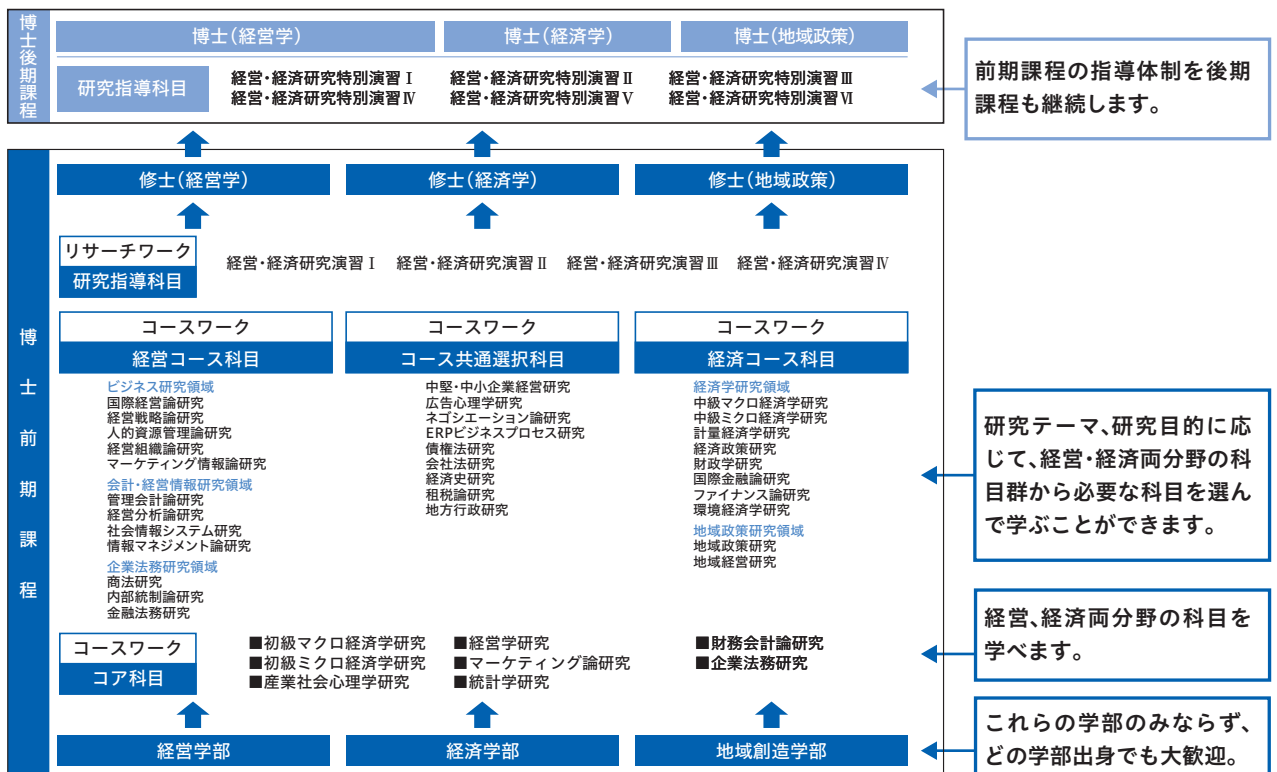 博士後期課程
博士(経営学)
博士(経済学)
博士(地域政策)
研究指導科目
経営・経済研究特別演習Ⅰ
経営・経済研究特別演習Ⅱ
経営・経済研究特別演習Ⅲ
経営・経済研究特別演習Ⅳ
経営・経済研究特別演習Ⅴ
経営・経済研究特別演習Ⅵ
前期課程の指導体制を後期
課程も継続します。
博士前期課程
修士(経営学)
修士(経済学)
修士(地域政策)
リサーチワーク
研究指導科目
経営・経済研究演習Ⅰ
経営・経済研究演習Ⅱ
経営・経済研究演習Ⅲ
経営・経済研究演習Ⅳ
コースワーク
経営コース科目
ビジネス研究領域
国際経営論研究
経営戦略論研究
人的資源管理論研究
経営組織論研究
マーケティング情報論研究
会計・経営情報研究領域
管理会計論研究
経営分析論研究
社会情報システム研究
情報マネジメント論研究
企業法務研究領域
商法研究
内部統制論研究
金融法務研究
コースワーク
コース共通選択科目
中堅・中小企業経営研究
広告心理学研究
ネゴシエーション論研究
ERPビジネスプロセス研究
債権法研究
会社法研究
経済史研究
租税論研究
地方行政研究
コースワーク
経済コース科目
経済学研究領域
中級マクロ経済学研究
中級ミクロ経済学研究
計量経済学研究
経済政策研究
財政学研究
国際金融論研究
ファイナンス論研究
環境経済学研究
地域政策研究領域
地域政策研究
地域経営研究
研究テーマ、研究目的に応
じて、経営・経済両分野の科
目群から必要な科目を選ん
で学ぶことができます。
コースワーク
コア科目
■初級マクロ経済学研究
■初級ミクロ経済学研究
■産業社会心理学研究
■経営学研究
■マーケティング論研究
■統計学研究
■財務会計論研究
■企業法務研究
経営、経済両分野の科目を
学べます。
経営学部
経済学部
地域創造学部
これらの学部のみならず、
どの学部出身でも大歓迎。